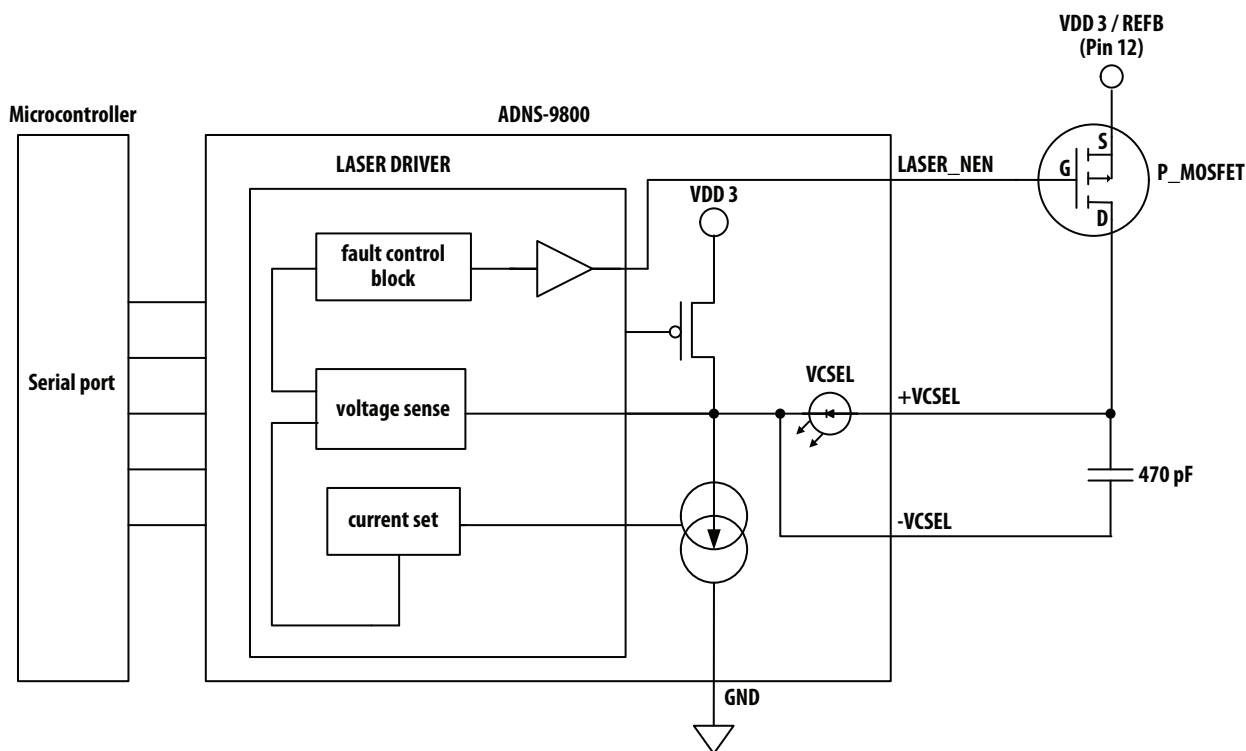 VDD 3 / REFB
(Pin 12)
Microcontroller
ADNS-9800
LASER DRIVER
LASER_NEN
S
G
D
P_MOSFET
VDD 3
fault control
block
Serial port
voltage sense
VCSEL
+VCSEL
470 pF
current set
-VCSEL
GND